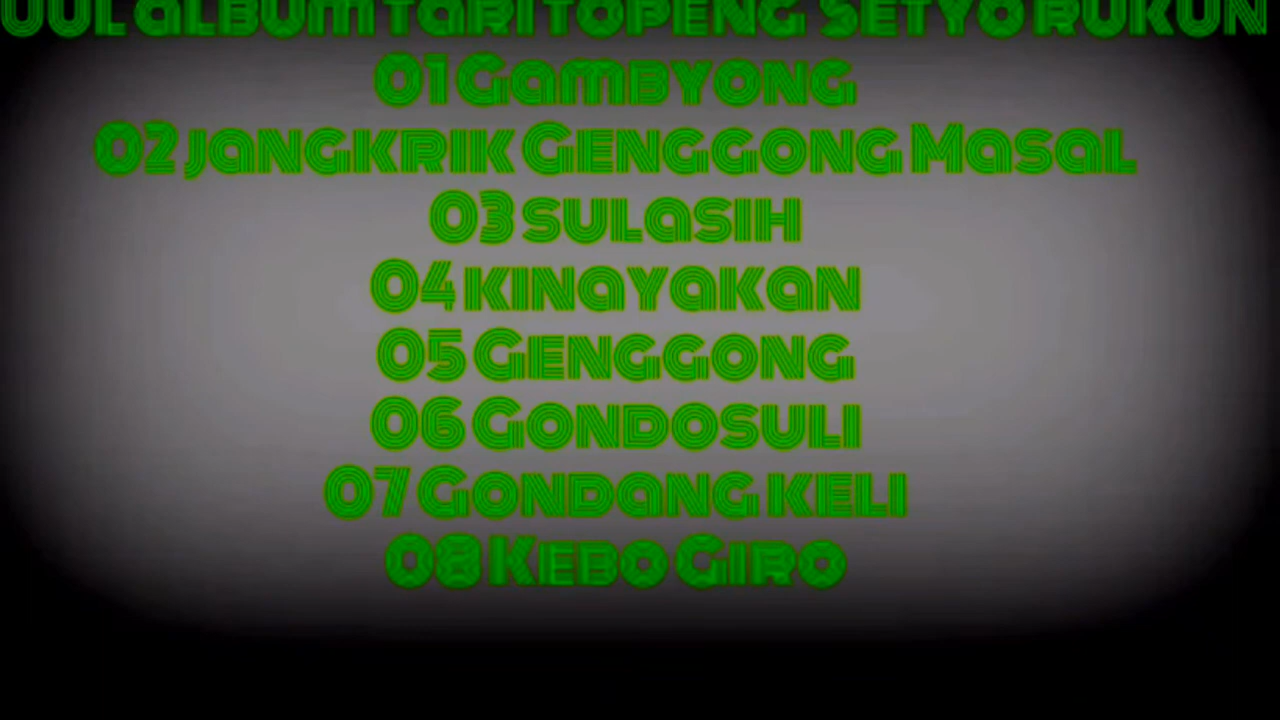 album tari topeng Setyo Rukun
01 Gambyong
02 jangkrik Genggong Masal
03 sulasih
04 kinayakan
05 Genggong
06 Gondosuli
07 Gondang keli
08 Kebo Giro